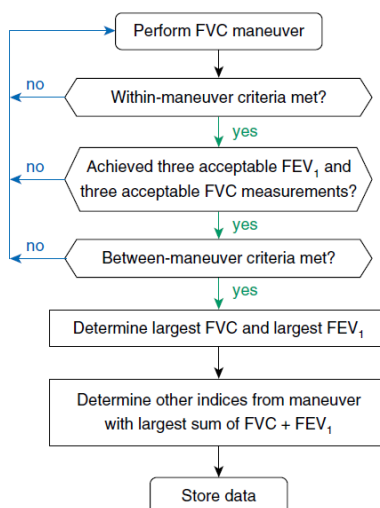 Perform FVC maneuver
no
Within-maneuver criteria met?
yes
no
Achieved three acceptable FEV₁ and
three acceptable FVC measurements?
yes
no
Between-maneuver criteria met?
yes
Determine largest FVC and largest FEV₁
Determine other indices from maneuver
with largest sum of FVC + FEV₁
Store data